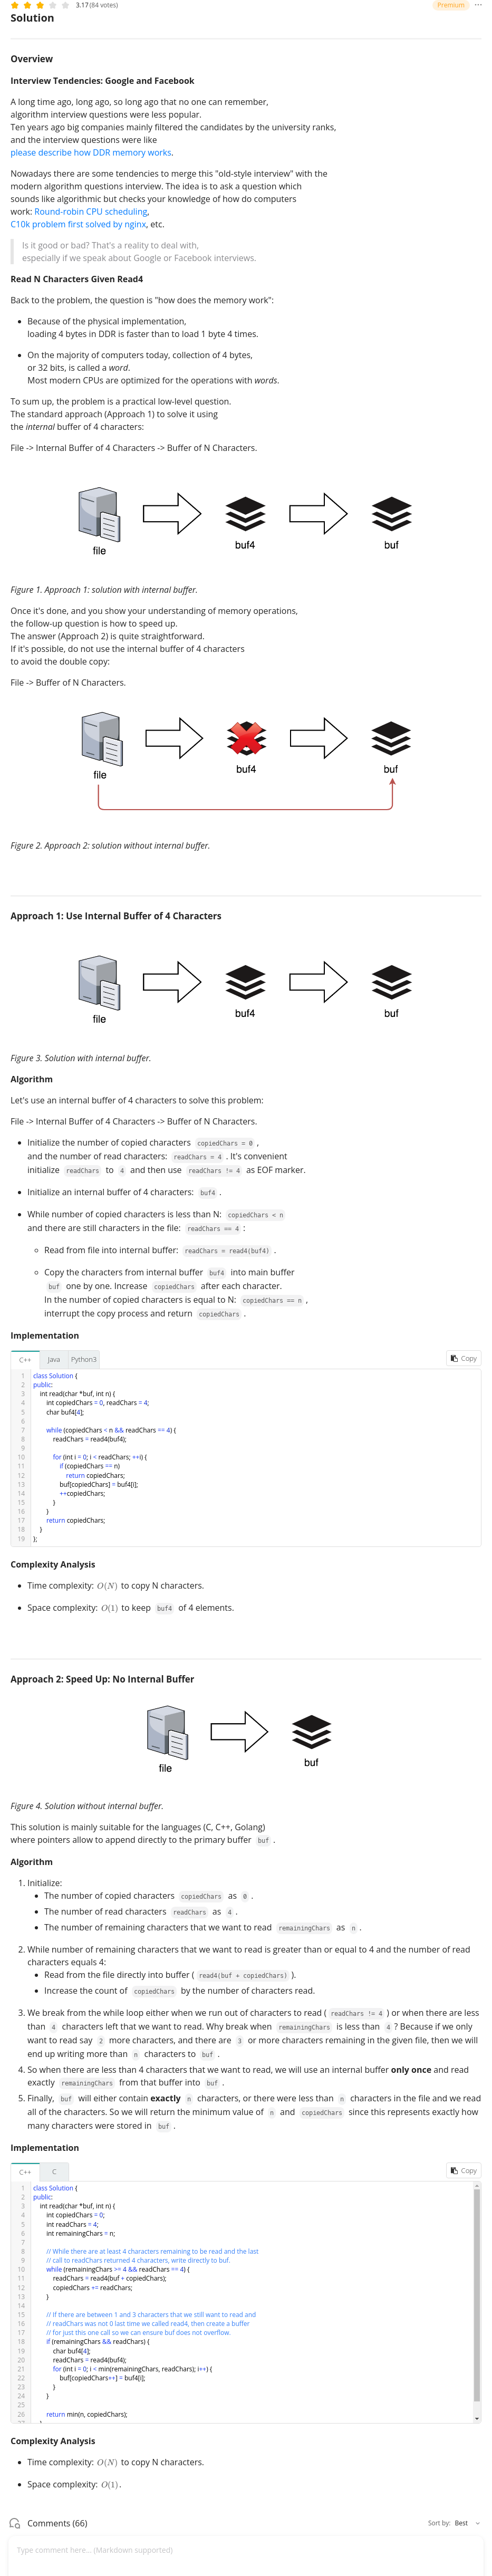 3.17 (84 votes)
Premium
Solution
Overview
Interview Tendencies: Google and Facebook
A long time ago, long ago, so long ago that no one can remember,
algorithm interview questions were less popular.
Ten years ago big companies mainly filtered the candidates by the university ranks,
and the interview questions were like
please describe how DDR memory works.
Nowadays there are some tendencies to merge this "old-style interview" with the
modern algorithm questions interview. The idea is to ask a question which
sounds like algorithmic but checks your knowledge of how do computers
work: Round-robin CPU scheduling,
C10k problem first solved by nginx, etc.
Is it good or bad? That's a reality to deal with,
especially if we speak about Google or Facebook interviews.
Read N Characters Given Read4
Back to the problem, the question is "how does the memory work":
• Because of the physical implementation,
loading 4 bytes in DDR is faster than to load 1 byte 4 times.
• On the majority of computers today, collection of 4 bytes,
or 32 bits, is called a word.
Most modern CPUs are optimized for the operations with words.
To sum up, the problem is a practical low-level question.
The standard approach (Approach 1) to solve it using
the internal buffer of 4 characters:
File -> Internal Buffer of 4 Characters -> Buffer of N Characters.
file
buf4
buf
Figure 1. Approach 1: solution with internal buffer.
Once it's done, and you show your understanding of memory operations,
the follow-up question is how to speed up.
The answer (Approach 2) is quite straightforward.
If it's possible, do not use the internal buffer of 4 characters
to avoid the double copy:
File -> Buffer of N Characters.
file
buf4
buf
Figure 2. Approach 2: solution without internal buffer.
Approach 1: Use Internal Buffer of 4 Characters
file
buf4
buf
Figure 3. Solution with internal buffer.
Algorithm
Let's use an internal buffer of 4 characters to solve this problem:
File -> Internal Buffer of 4 Characters -> Buffer of N Characters.
• Initialize the number of copied characters copiedChars = 0 ,
and the number of read characters: readChars = 4 . It's convenient
initialize readChars to 4 and then use readChars != 4 as EOF marker.
• Initialize an internal buffer of 4 characters: buf4 .
• While number of copied characters is less than N: copiedChars < n
and there are still characters in the file: readChars == 4 :
◦ Read from file into internal buffer: readChars = read4(buf4) .
◦ Copy the characters from internal buffer buf4 into main buffer
buf one by one. Increase copiedChars after each character.
In the number of copied characters is equal to N: copiedChars == n ,
interrupt the copy process and return copiedChars .
Implementation
C++ Java Python3 Copy
1 class Solution {
2 public:
3 int read(char *buf, int n) {
4 int copiedChars = 0, readChars = 4;
5 char buf4[4];
6
7 while (copiedChars < n && readChars == 4) {
8 readChars = read4(buf4);
9
10 for (int i = 0; i < readChars; ++i) {
11 if (copiedChars == n)
12 return copiedChars;
13 buf[copiedChars] = buf4[i];
14 ++copiedChars;
15 }
16 }
17 return copiedChars;
18 }
19 };
Complexity Analysis
• Time complexity: O(N) to copy N characters.
• Space complexity: O(1) to keep buf4 of 4 elements.
Approach 2: Speed Up: No Internal Buffer
file
buf
Figure 4. Solution without internal buffer.
This solution is mainly suitable for the languages (C, C++, Golang)
where pointers allow to append directly to the primary buffer buf .
Algorithm
1. Initialize:
• The number of copied characters copiedChars as 0 .
• The number of read characters readChars as 4 .
• The number of remaining characters that we want to read remainingChars as n .
2. While number of remaining characters that we want to read is greater than or equal to 4 and the number of read
characters equals 4:
• Read from the file directly into buffer ( read4(buf + copiedChars) ).
• Increase the count of copiedChars by the number of characters read.
3. We break from the while loop either when we run out of characters to read ( readChars != 4 ) or when there are less
than 4 characters left that we want to read. Why break when remainingChars is less than 4 ? Because if we only
want to read say 2 more characters, and there are 3 or more characters remaining in the given file, then we will
end up writing more than n characters to buf .
4. So when there are less than 4 characters that we want to read, we will use an internal buffer only once and read
exactly remainingChars from that buffer into buf .
5. Finally, buf will either contain exactly n characters, or there were less than n characters in the file and we read
all of the characters. So we will return the minimum value of n and copiedChars since this represents exactly how
many characters were stored in buf .
Implementation
C++ C Copy
1 class Solution {
2 public:
3 int read(char *buf, int n) {
4 int copiedChars = 0;
5 int readChars = 4;
6 int remainingChars = n;
7
8 // While there are at least 4 characters remaining to be read and the last
9 // call to readChars returned 4 characters, write directly to buf.
10 while (remainingChars >= 4 && readChars == 4) {
11 readChars = read4(buf + copiedChars);
12 copiedChars += readChars;
13 }
14
15 // If there are between 1 and 3 characters that we still want to read and
16 // readChars was not 0 last time we called read4, then create a buffer
17 // for just this one call so we can ensure buf does not overflow.
18 if (remainingChars && readChars) {
19 char buf4[4];
20 readChars = read4(buf4);
21 for (int i = 0; i < min(remainingChars, readChars); i++) {
22 buf[copiedChars++] = buf4[i];
23 }
24 }
25
26 return min(n, copiedChars);
Complexity Analysis
• Time complexity: O(N) to copy N characters.
• Space complexity: O(1).
Comments (66)
Sort by: Best
Type comment here... (Markdown supported)